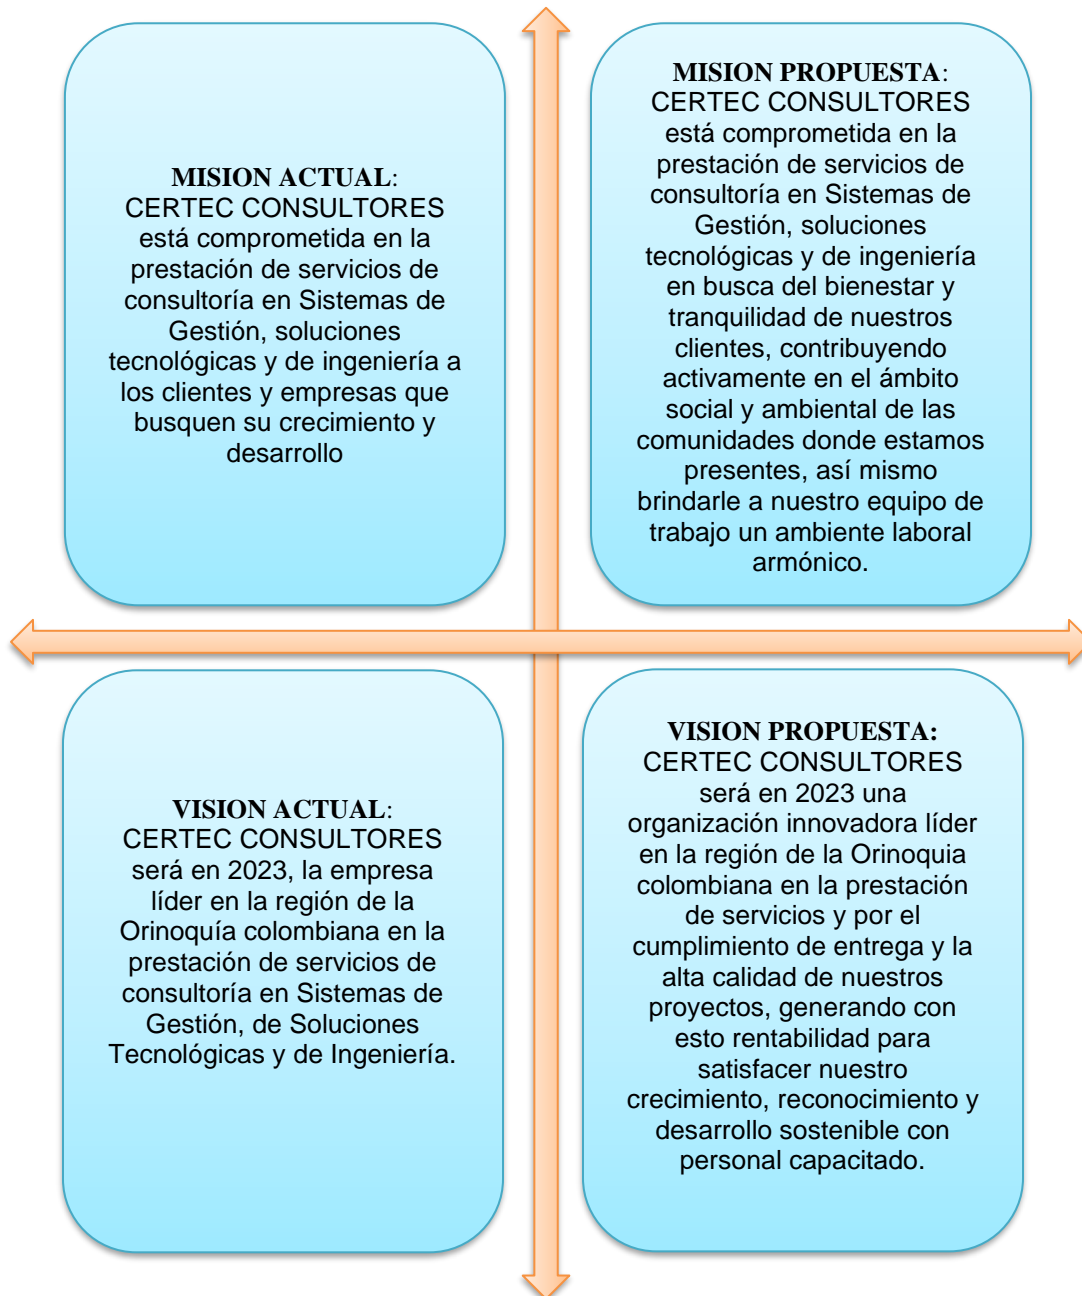 MISION ACTUAL:
CERTEC CONSULTORES
está comprometida en la
prestación de servicios de
consultoría en Sistemas de
Gestión, soluciones
tecnológicas y de ingeniería a
los clientes y empresas que
busquen su crecimiento y
desarrollo
MISION PROPUESTA:
CERTEC CONSULTORES
está comprometida en la
prestación de servicios de
consultoría en Sistemas de
Gestión, soluciones
tecnológicas y de ingeniería
en busca del bienestar y
tranquilidad de nuestros
clientes, contribuyendo
activamente en el ámbito
social y ambiental de las
comunidades donde estamos
presentes, así mismo
brindarle a nuestro equipo de
trabajo un ambiente laboral
armónico.
VISION ACTUAL:
CERTEC CONSULTORES
será en 2023, la empresa
líder en la región de la
Orinoquía colombiana en la
prestación de servicios de
consultoría en Sistemas de
Gestión, de Soluciones
Tecnológicas y de Ingeniería.
VISION PROPUESTA:
CERTEC CONSULTORES
será en 2023 una
organización innovadora líder
en la región de la Orinoquia
colombiana en la prestación
de servicios y por el
cumplimiento de entrega y la
alta calidad de nuestros
proyectos, generando con
esto rentabilidad para
satisfacer nuestro
crecimiento, reconocimiento y
desarrollo sostenible con
personal capacitado.